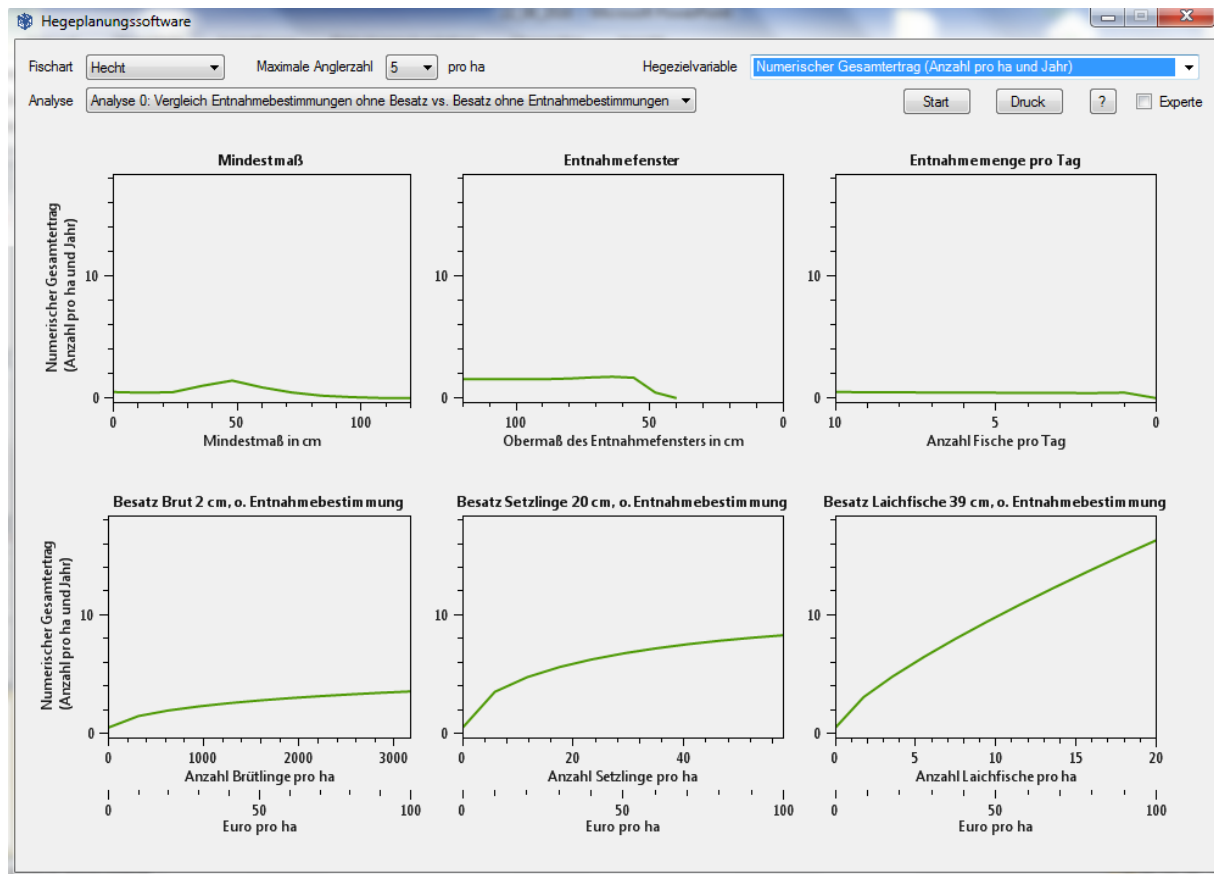 Hegeplanungssoftware
Fischart Hecht Maximale Anglerzahl 5 pro ha Hegezielvariable Numerischer Gesamtertrag (Anzahl pro ha und Jahr)
Analyse Analyse 0: Vergleich Entnahmebestimmungen ohne Besatz vs. Besatz ohne Entnahmebestimmungen Start Druck ? Experte
Mindestmaß
Numerischer Gesamtertrag
(Anzahl pro ha und Jahr)
10
0
0 50 100
Mindestmaß in cm
Entnahmefenster
10
0
100 50 0
Obermaß des Entnahmefensters in cm
Entnahmemenge pro Tag
10
0
10 5 0
Anzahl Fische pro Tag
Besatz Brut 2 cm, o. Entnahmebestimmung
Numerischer Gesamtertrag
(Anzahl pro ha und Jahr)
10
0
0 1000 2000 3000
Anzahl Brütlinge pro ha
0 50 100
Euro pro ha
Besatz Setzlinge 20 cm, o. Entnahmebestimmung
10
0
0 20 40
Anzahl Setzlinge pro ha
0 50 100
Euro pro ha
Besatz Laichfische 39 cm, o. Entnahmebestimmung
10
0
0 5 10 15 20
Anzahl Laichfische pro ha
0 50 100
Euro pro ha